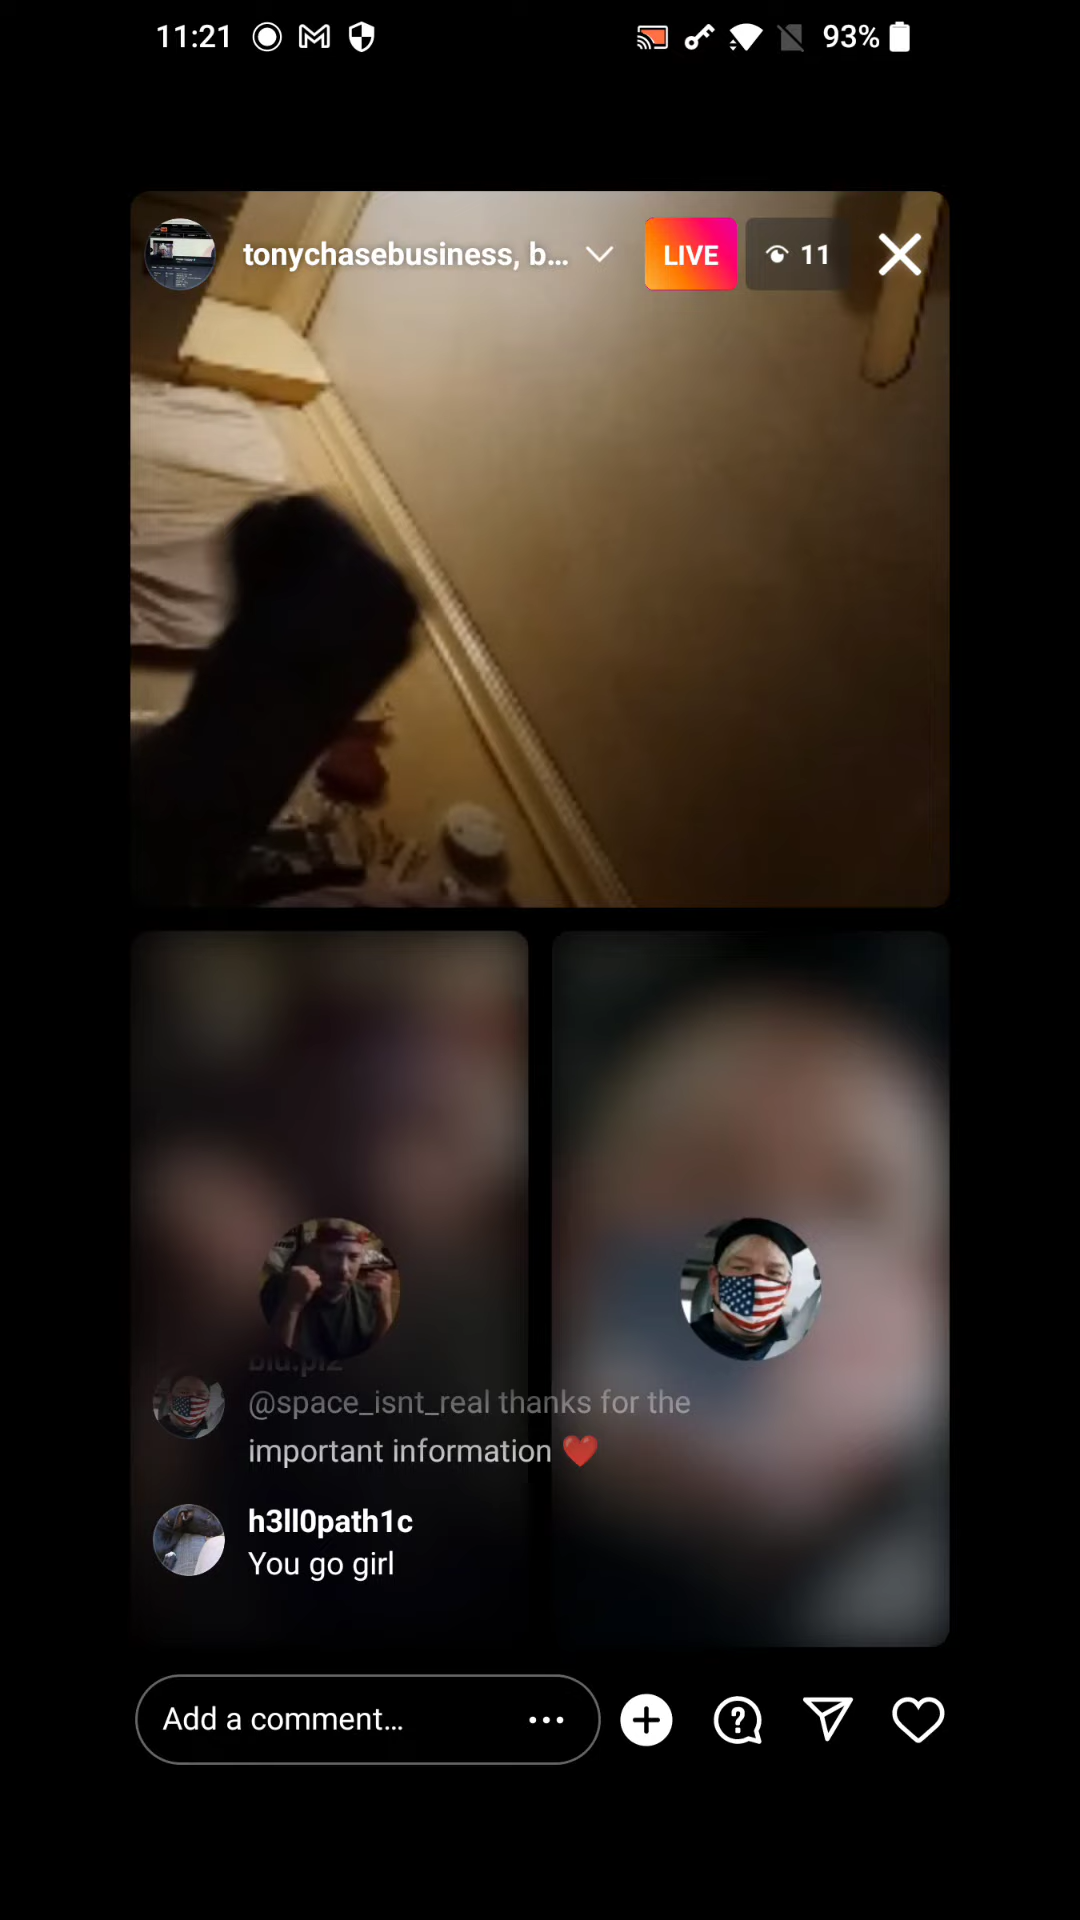 11:21
93%
tonychasebusiness, b...
LIVE
11
blu.pl2
@space_isnt_real thanks for the
important information ❤️
h3ll0path1c
You go girl
Add a comment...